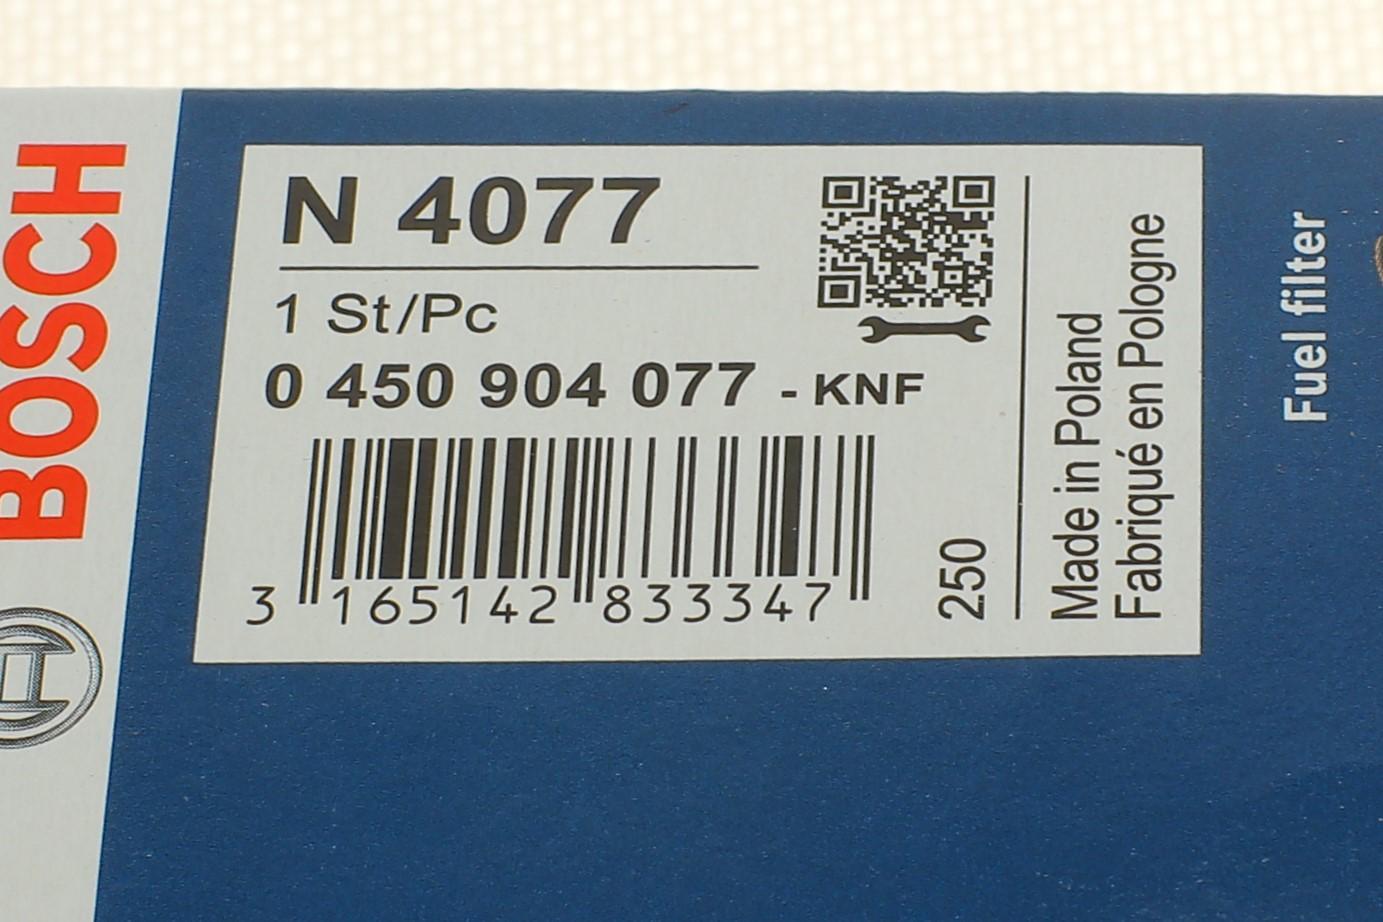 BOSCH
N 4077
1 St/Pc
0 450 904 077 - KNF
3 165142 833347
250
Made in Poland
Fabriqué en Pologne
Fuel filter